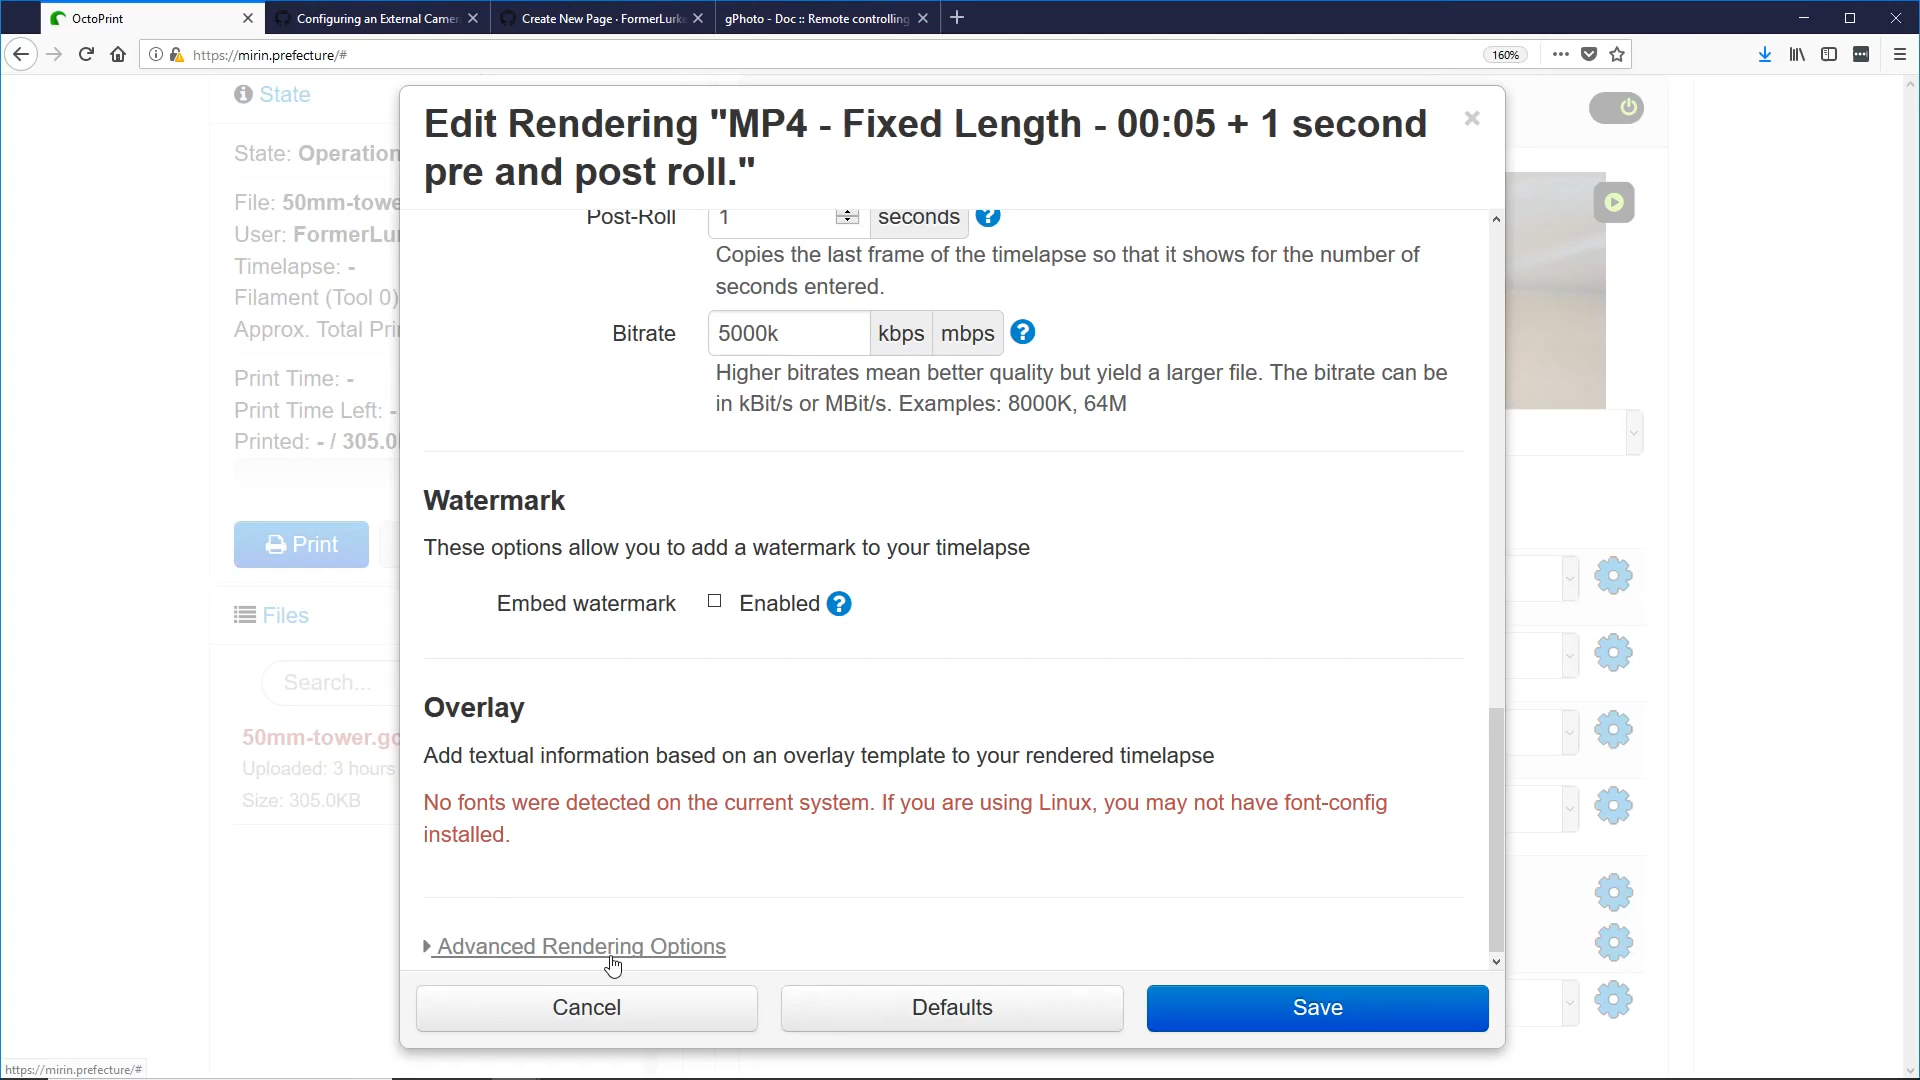 OctoPrint
Configuring an External Camer
Create New Page · FormerLurke
gPhoto - Doc :: Remote controlling
https://mirin.prefecture/#
160%
State
State: Operation
File: 50mm-towe
User: FormerLur
Timelapse: -
Filament (Tool 0)
Approx. Total Prin
Print Time: -
Print Time Left: -
Printed: - / 305.0
Print
Files
Search...
50mm-tower.gc
Uploaded: 3 hours
Size: 305.0KB
Edit Rendering "MP4 - Fixed Length - 00:05 + 1 second
pre and post roll."
Post-Roll 1 seconds ?
Copies the last frame of the timelapse so that it shows for the number of
seconds entered.
Bitrate 5000k kbps mbps ?
Higher bitrates mean better quality but yield a larger file. The bitrate can be
in kBit/s or MBit/s. Examples: 8000K, 64M
Watermark
These options allow you to add a watermark to your timelapse
Embed watermark Enabled ?
Overlay
Add textual information based on an overlay template to your rendered timelapse
No fonts were detected on the current system. If you are using Linux, you may not have font-config
installed.
Advanced Rendering Options
Cancel Defaults Save
https://mirin.prefecture/#